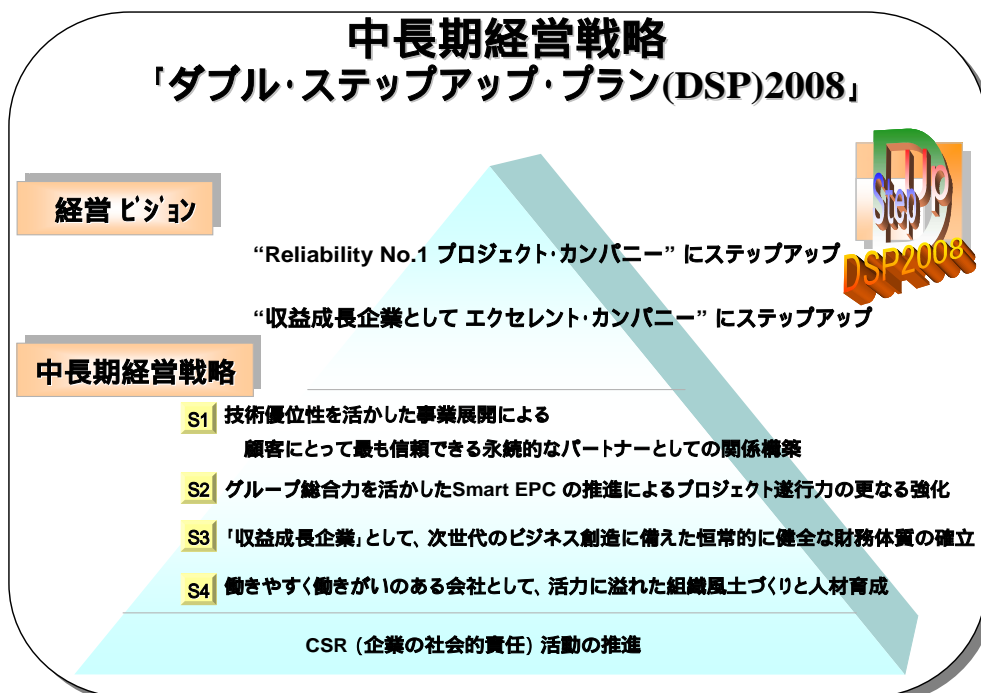 中長期経営戦略
「ダブル・ステップアップ・プラン(DSP)2008」
Step Up
DSP2008
経営ビジョン
“Reliability No.1 プロジェクト・カンパニー” にステップアップ
“収益成長企業として エクセレント・カンパニー” にステップアップ
中長期経営戦略
S1 技術優位性を活かした事業展開による
顧客にとって最も信頼できる永続的なパートナーとしての関係構築
S2 グループ総合力を活かしたSmart EPC の推進によるプロジェクト遂行力の更なる強化
S3 「収益成長企業」として、次世代のビジネス創造に備えた恒常的に健全な財務体質の確立
S4 働きやすく働きがいのある会社として、活力に溢れた組織風土づくりと人材育成
CSR (企業の社会的責任) 活動の推進